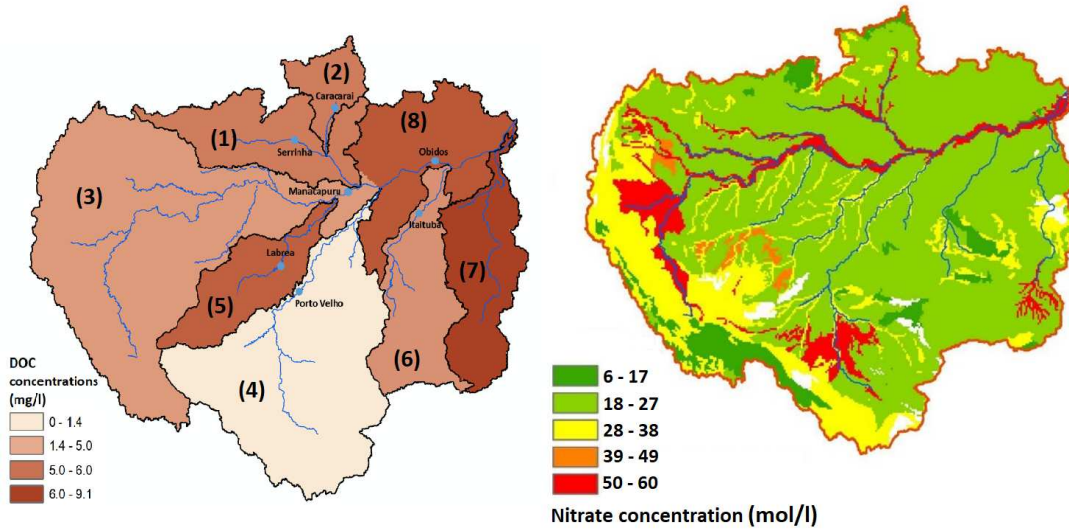 (2)
Caracarai
(1)
(8)
Serrinha
Obidos
(3)
Manacapuru
Itaituba
Labrea
(7)
(5)
Porto Velho
(6)
(4)
DOC
concentrations
(mg/l)
0 - 1.4
1.4 - 5.0
5.0 - 6.0
6.0 - 9.1
6 - 17
18 - 27
28 - 38
39 - 49
50 - 60
Nitrate concentration (mol/l)